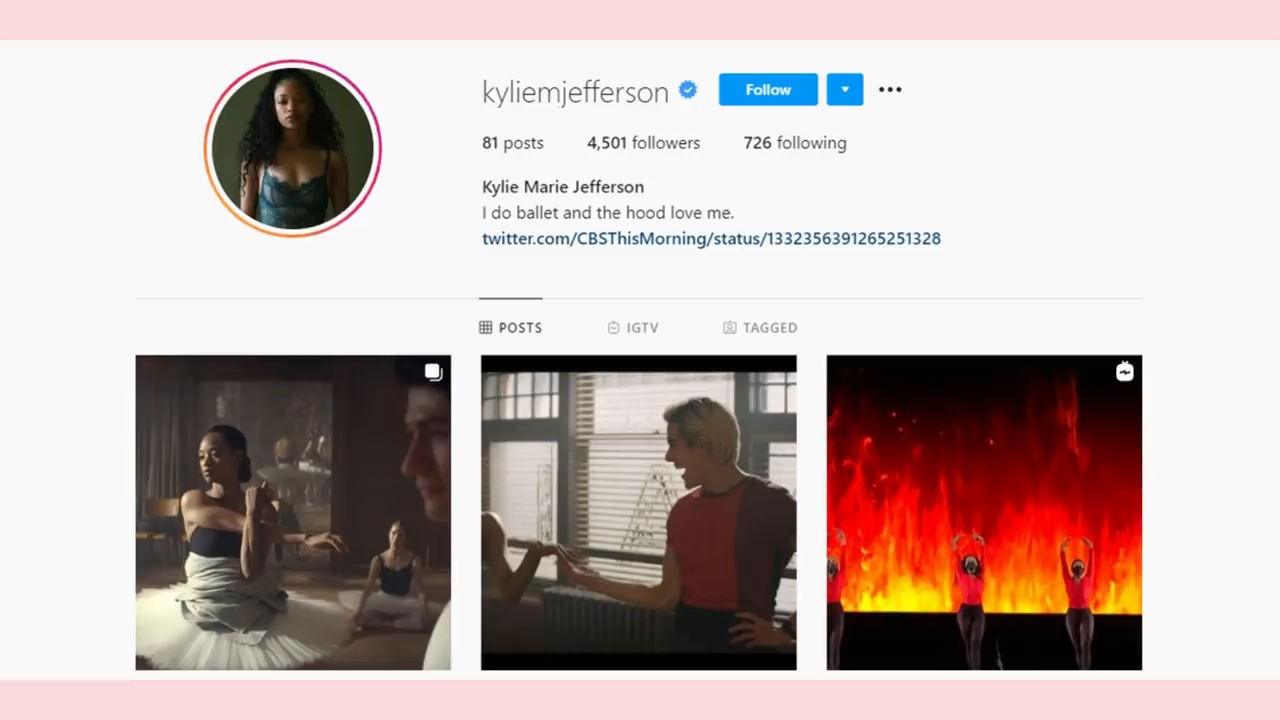 kyliemjefferson Follow
81 posts 4,501 followers 726 following
Kylie Marie Jefferson
I do ballet and the hood love me.
twitter.com/CBSThisMorning/status/1332356391265251328
POSTS IGTV TAGGED